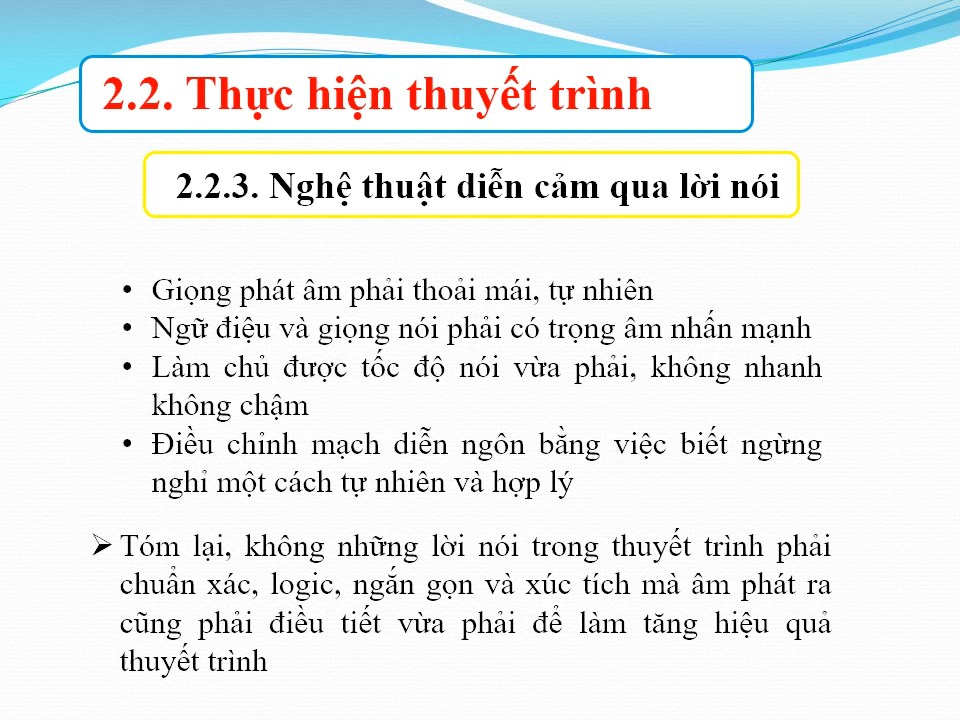 2.2. Thực hiện thuyết trình
2.2.3. Nghệ thuật diễn cảm qua lời nói
• Giọng phát âm phải thoải mái, tự nhiên
• Ngữ điệu và giọng nói phải có trọng âm nhấn mạnh
• Làm chủ được tốc độ nói vừa phải, không nhanh
không chậm
• Điều chỉnh mạch diễn ngôn bằng việc biết ngừng
nghỉ một cách tự nhiên và hợp lý
➢ Tóm lại, không những lời nói trong thuyết trình phải
chuẩn xác, logic, ngắn gọn và xúc tích mà âm phát ra
cũng phải điều tiết vừa phải để làm tăng hiệu quả
thuyết trình